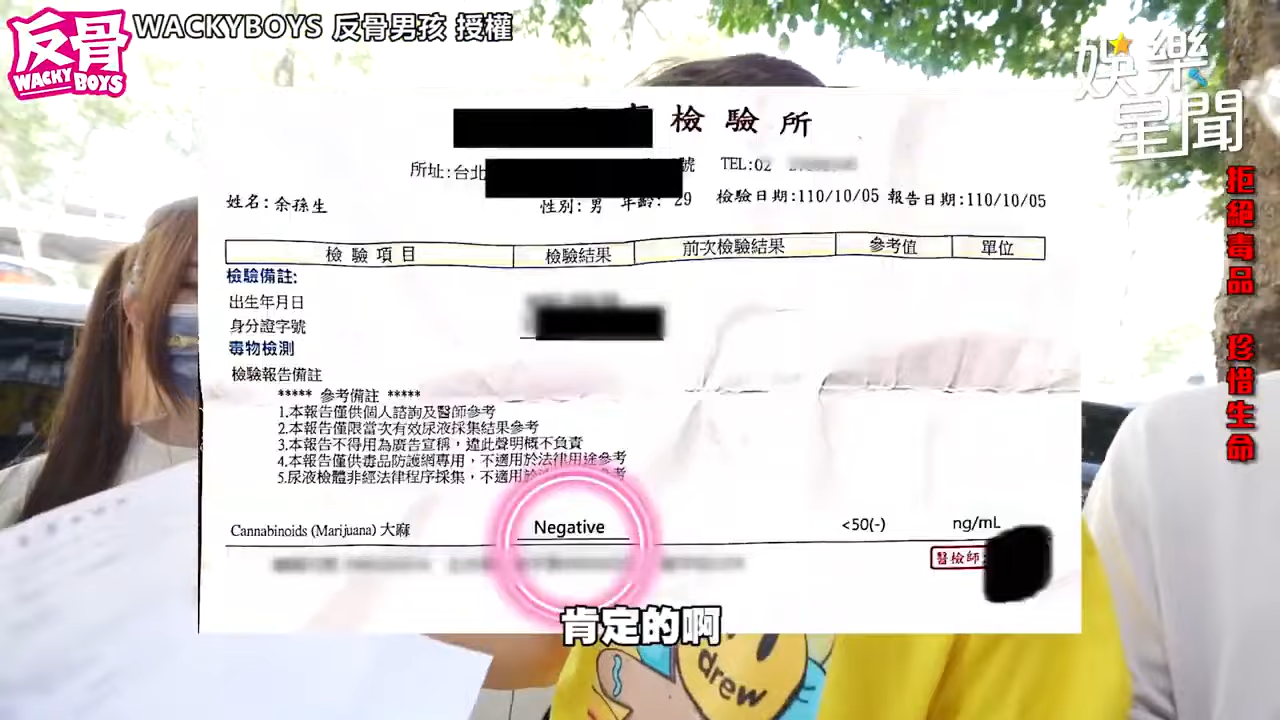 反骨
WACKY BOYS
WACKYBOYS 反骨男孩 授權
娛樂
星聞
檢驗所
所址:台北
號 TEL:02
姓名:余孫生
性別:男 年齡: 29 檢驗日期:110/10/05 報告日期:110/10/05
檢驗項目 檢驗結果 前次檢驗結果 參考值 單位
檢驗備註:
出生年月日
身分證字號
毒物檢測
檢驗報告備註
***** 參考備註 *****
1.本報告僅供個人諮詢及醫師參考
2.本報告僅限當次有效尿液採集結果參考
3.本報告不得用為廣告宣稱,違此聲明概不負責
4.本報告僅供毒品防護網專用,不適用於法律用途參考
5.尿液檢體非經法律程序採集,不適用於
Cannabinoids (Marijuana) 大麻 Negative <50(-) ng/mL
醫檢師
肯定的啊
drew
拒絕毒品 珍惜生命